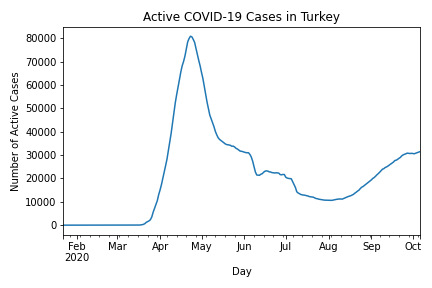 Active COVID-19 Cases in Turkey
Number of Active Cases
80000
70000
60000
50000
40000
30000
20000
10000
0
Feb Mar Apr May Jun Jul Aug Sep Oct
2020
Day